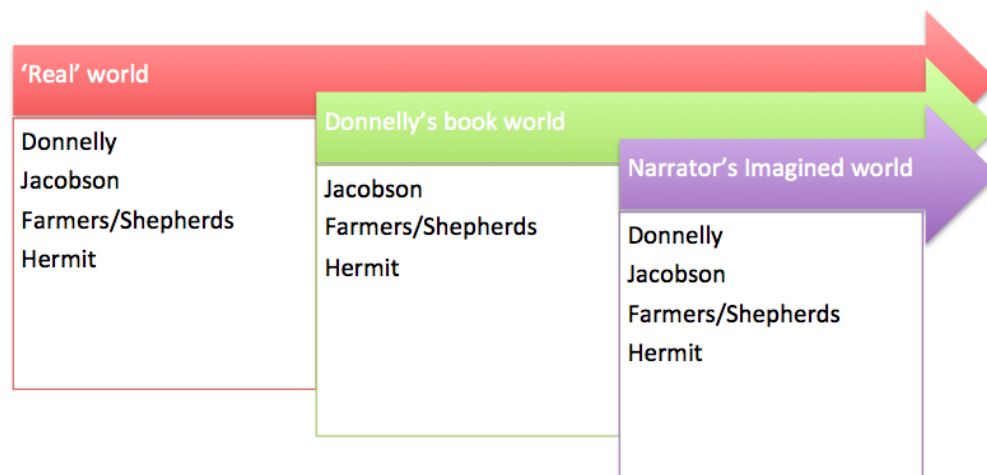 ‘Real’ world
Donnelly
Jacobson
Farmers/Shepherds
Hermit
Donnelly’s book world
Jacobson
Farmers/Shepherds
Hermit
Narrator’s Imagined world
Donnelly
Jacobson
Farmers/Shepherds
Hermit